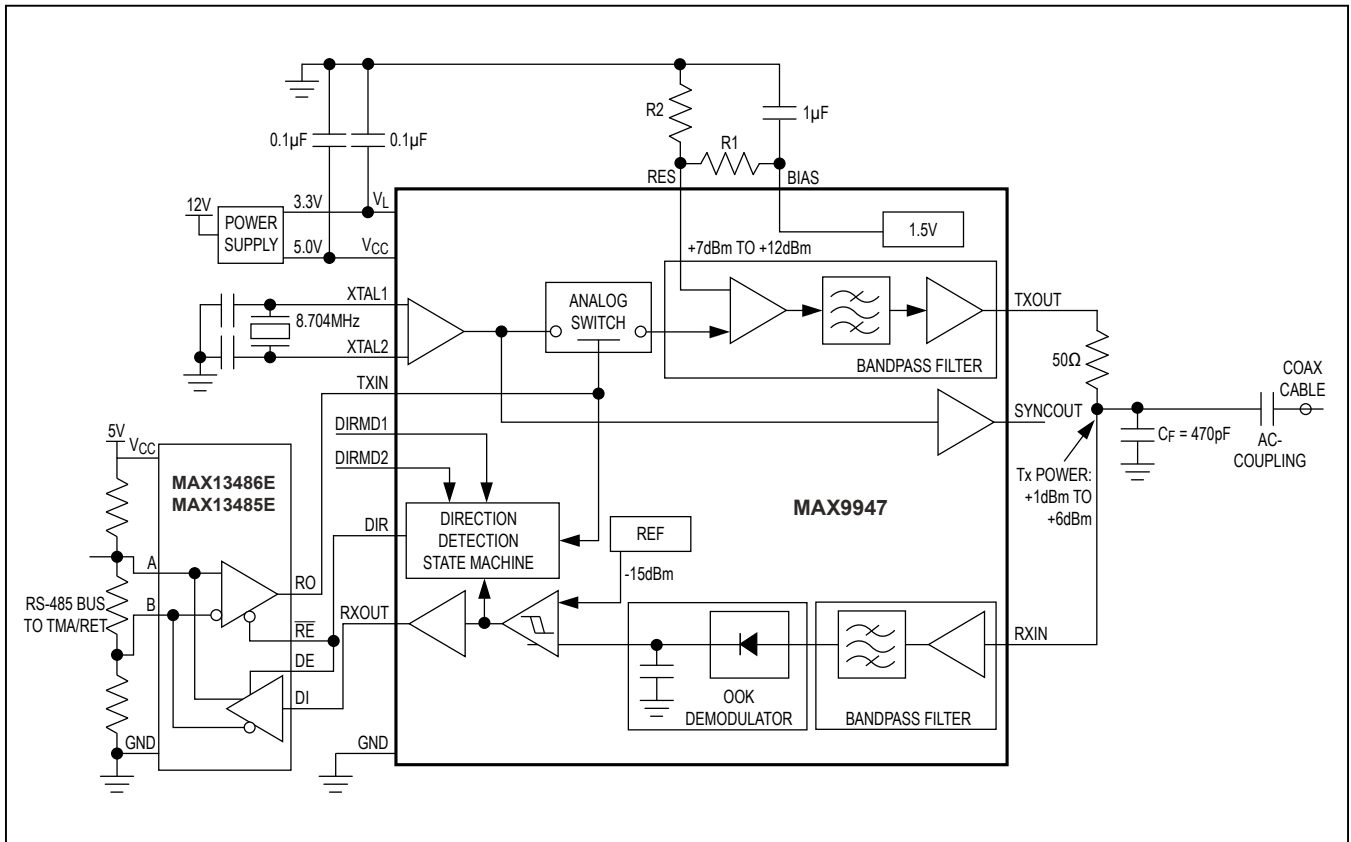 R2
1µF
0.1µF
0.1µF
R1
RES
BIAS
12V
POWER
SUPPLY
3.3V
VL
5.0V
VCC
1.5V
+7dBm TO +12dBm
XTAL1
8.704MHz
XTAL2
ANALOG
SWITCH
BANDPASS FILTER
TXOUT
50Ω
COAX
CABLE
TXIN
SYNCOUT
CF = 470pF
AC-
COUPLING
Tx POWER:
+1dBm TO
+6dBm
DIRMD1
DIRMD2
5V
VCC
MAX13486E
MAX13485E
MAX9947
DIR
DIRECTION
DETECTION
STATE MACHINE
REF
-15dBm
A
B
RO
RE
DE
DI
RS-485 BUS
TO TMA/RET
RXOUT
RXIN
OOK
DEMODULATOR
BANDPASS FILTER
GND
GND